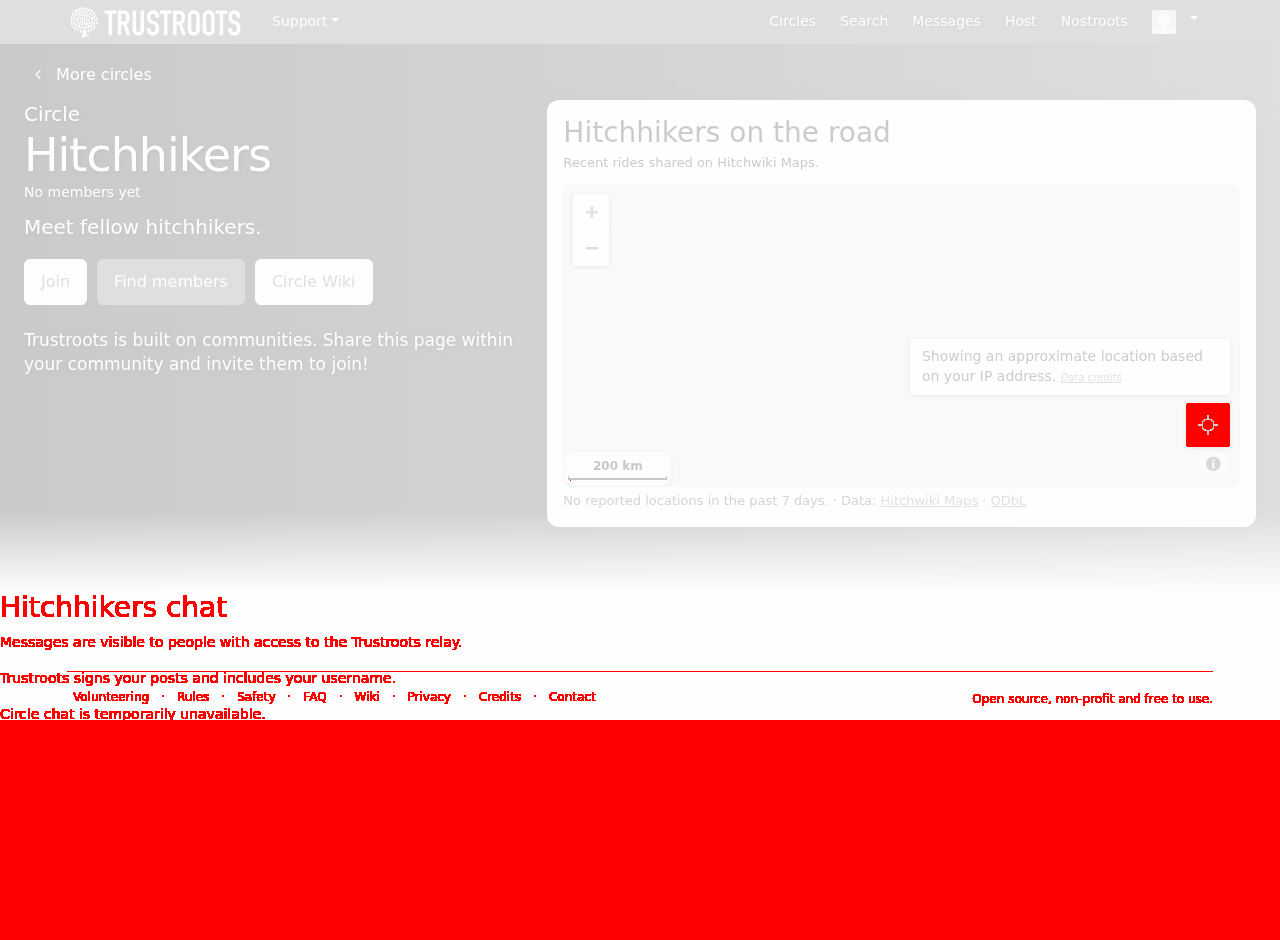 TRUSTROOTS
Support
Circles
Search
Messages
Host
Nostroots
More circles
Circle
Hitchhikers
No members yet
Meet fellow hitchhikers.
Join
Find members
Circle Wiki
Trustroots is built on communities. Share this page within
your community and invite them to join!
Hitchhikers on the road
Recent rides shared on Hitchwiki Maps.
+
−
Showing an approximate location based
on your IP address. Data credits
200 km
No reported locations in the past 7 days. · Data: Hitchwiki Maps · ODbL
Hitchhikers chat
Messages are visible to people with access to the Trustroots relay.
Trustroots signs your posts and includes your username.
Volunteering · Rules · Safety · FAQ · Wiki · Privacy · Credits · Contact
Open source, non-profit and free to use.
Circle chat is temporarily unavailable.